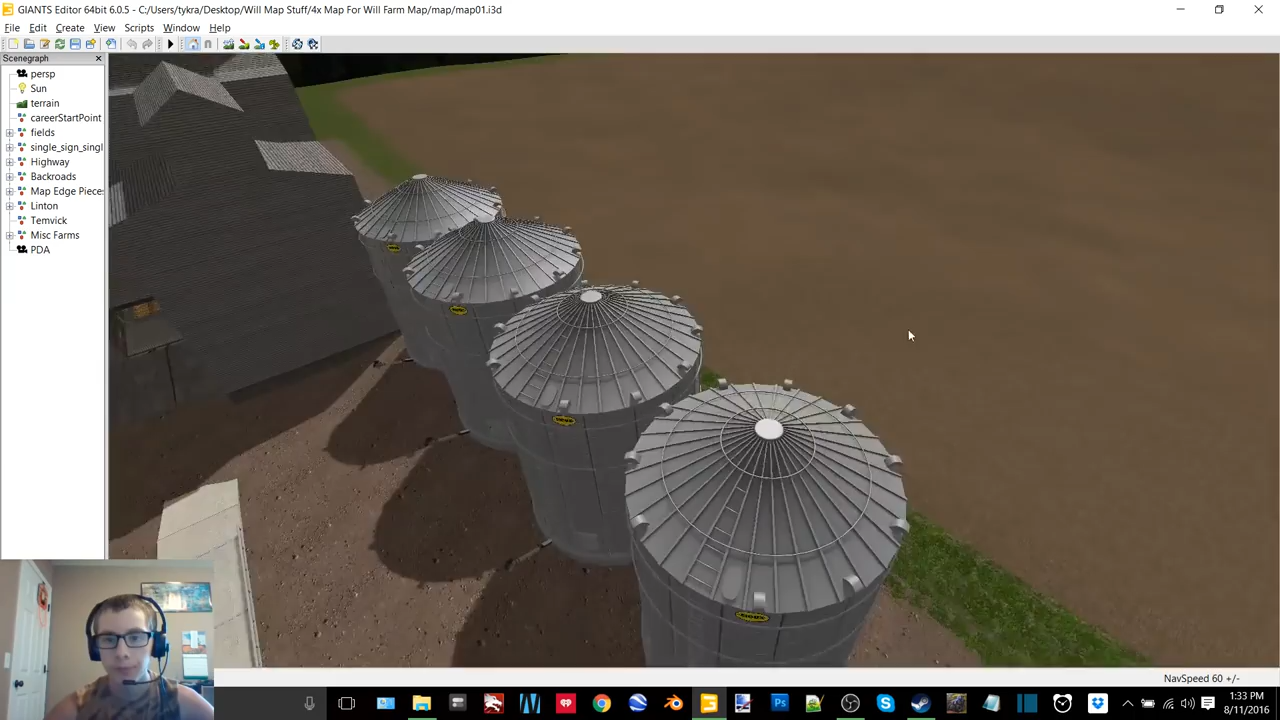 GIANTS Editor 64bit 6.0.5 - C:/Users/tykra/Desktop/Will Map Stuff/4x Map For Will Farm Map/map/map01.i3d
File Edit Create View Scripts Window Help
Scenegraph
persp
Sun
terrain
careerStartPoint
fields
single_sign_singl
Highway
Backroads
Map Edge Piece:
Linton
Temvick
Misc Farms
PDA
NavSpeed 60 +/-
1:33 PM
8/11/2016